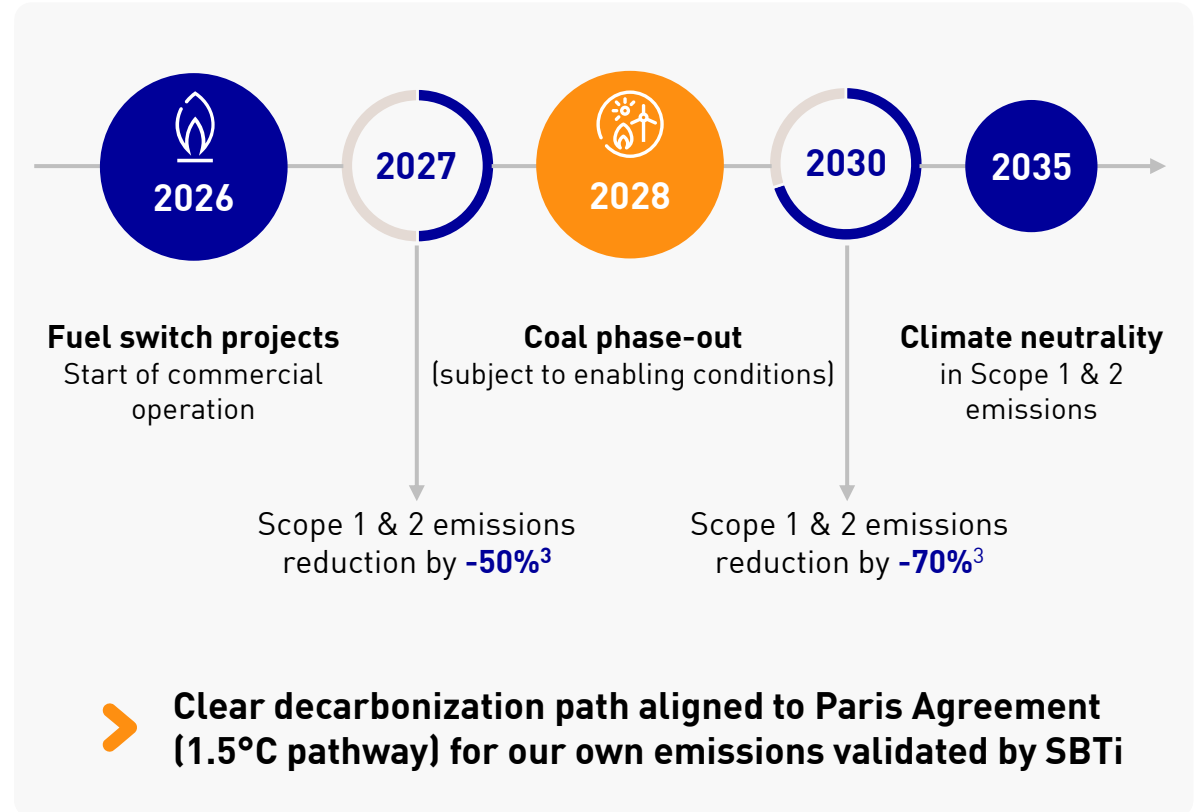 2026
2027
2028
2030
2035
Fuel switch projects
Start of commercial
operation
Coal phase-out
(subject to enabling conditions)
Climate neutrality
in Scope 1 & 2
emissions
Scope 1 & 2 emissions
reduction by -50%³
Scope 1 & 2 emissions
reduction by -70%³
Clear decarbonization path aligned to Paris Agreement
(1.5°C pathway) for our own emissions validated by SBTi